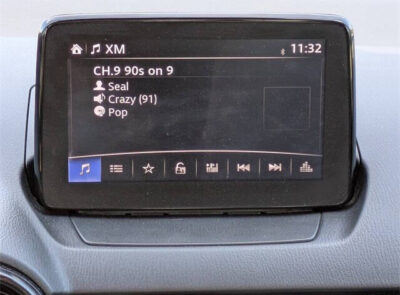 XM 11:32
CH.9 90s on 9
Seal
Crazy (91)
Pop